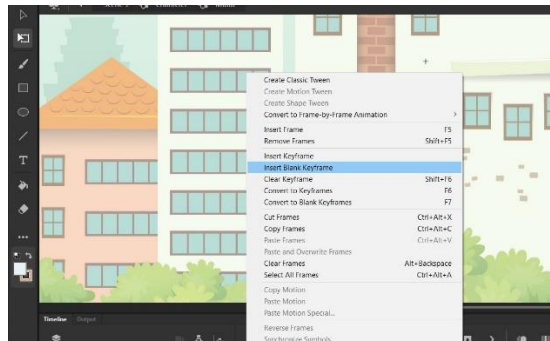 Create Classic Tween
Create Motion Tween
Create Shape Tween
Convert to Frame-by-Frame Animation
Insert Frame F5
Remove Frames Shift+F5
Insert Keyframe
Insert Blank Keyframe
Clear Keyframe Shift+F6
Convert to Keyframes F6
Convert to Blank Keyframes F7
Cut Frames Ctrl+Alt+X
Copy Frames Ctrl+Alt+C
Paste Frames Ctrl+Alt+V
Paste and Overwrite Frames
Clear Frames Alt+Backspace
Select All Frames Ctrl+Alt+A
Copy Motion
Paste Motion
Paste Motion Special...
Reverse Frames
Synchronize Symbols
Timeline Output